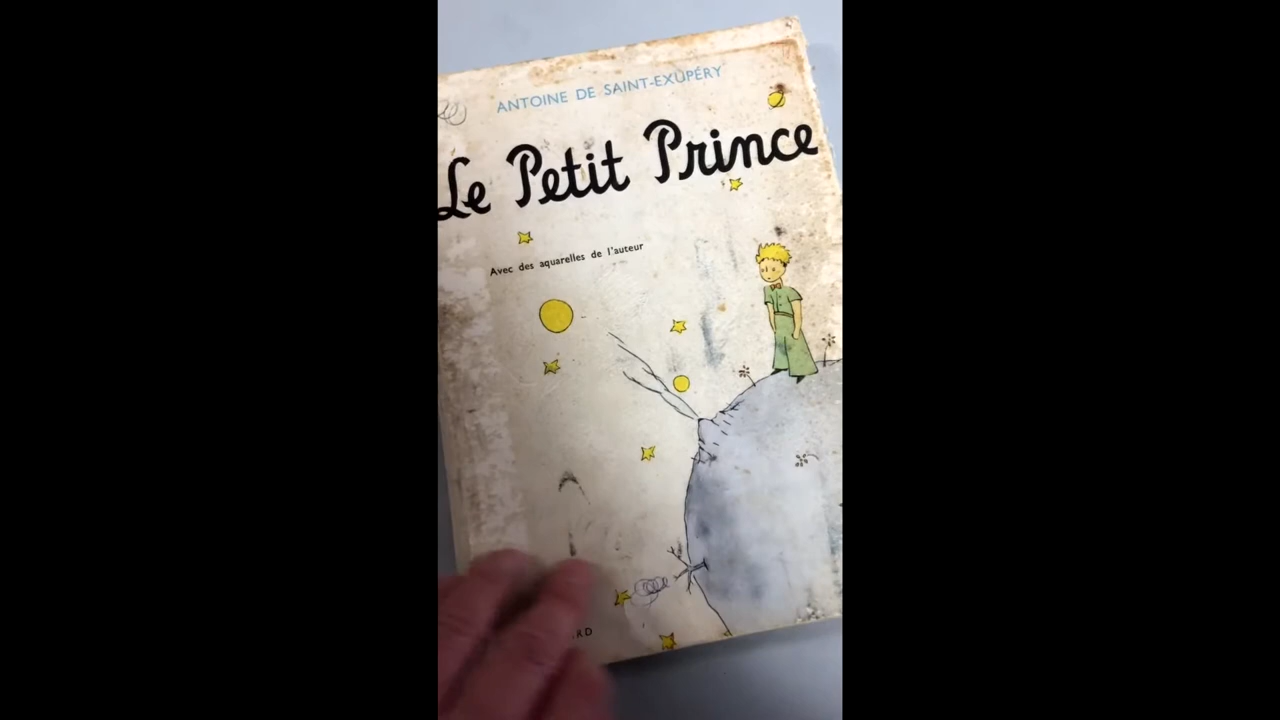 ANTOINE DE SAINT-EXUPÉRY
Le Petit Prince
Avec des aquarelles de l'auteur